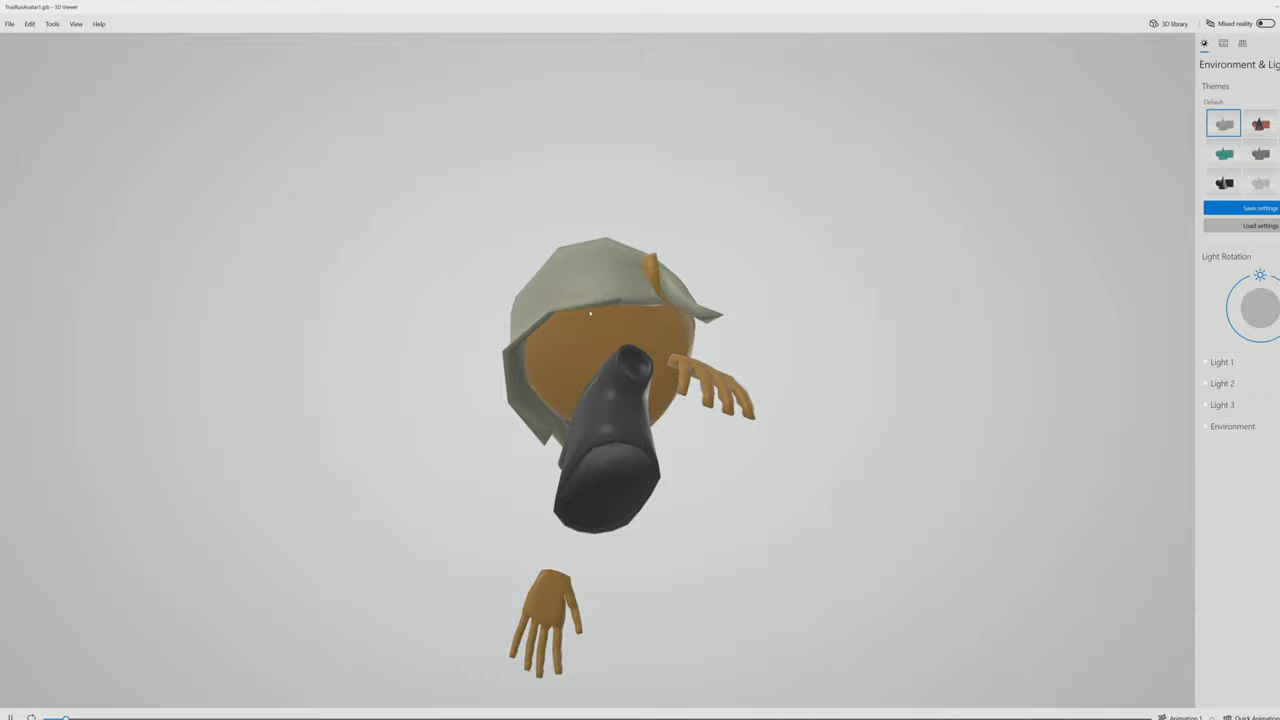 TrialRunAvatar1.glb - 3D Viewer
File Edit Tools View Help
3D library Mixed reality
Environment & Lig
Themes
Default
Save settings
Load settings
Light Rotation
Light 1
Light 2
Light 3
Environment
Animation 1 Quick Animation